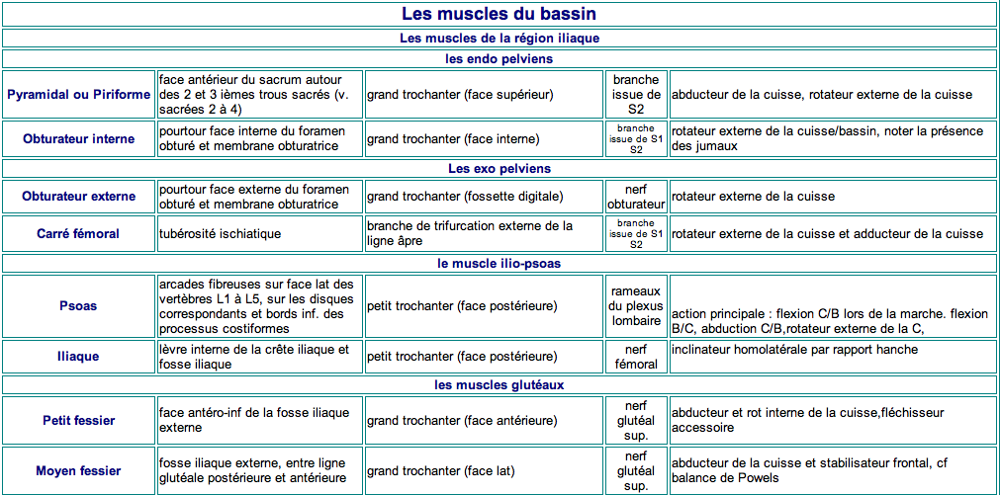 Les muscles du bassin
Les muscles de la région iliaque
les endo pelviens
Pyramidal ou Piriforme
face antérieur du sacrum autour
des 2 et 3 ièmes trous sacrés (v.
sacrées 2 à 4)
grand trochanter (face supérieur)
branche
issue de
S2
abducteur de la cuisse, rotateur externe de la cuisse
Obturateur interne
pourtour face interne du foramen
obturé et membrane obturatrice
grand trochanter (face interne)
branche
issue de S1
S2
rotateur externe de la cuisse/bassin, noter la présence
des jumaux
Les exo pelviens
Obturateur externe
pourtour face externe du foramen
obturé et membrane obturatrice
grand trochanter (fossette digitale)
nerf
obturateur
rotateur externe de la cuisse
Carré fémoral
tubérosité ischiatique
branche de trifurcation externe de la
ligne âpre
branche
issue de S1
S2
rotateur externe de la cuisse et adducteur de la cuisse
le muscle ilio-psoas
Psoas
arcades fibreuses sur face lat des
vertèbres L1 à L5, sur les disques
correspondants et bords inf. des
processus costiformes
petit trochanter (face postérieure)
rameaux
du plexus
lombaire
action principale : flexion C/B lors de la marche. flexion
B/C, abduction C/B,rotateur externe de la C,
Iliaque
lèvre interne de la crête iliaque et
fosse iliaque
petit trochanter (face postérieure)
nerf
fémoral
inclinateur homolatérale par rapport hanche
les muscles glutéaux
Petit fessier
face antéro-inf de la fosse iliaque
externe
grand trochanter (face antérieure)
nerf
glutéal
sup.
abducteur et rot interne de la cuisse,fléchisseur
accessoire
Moyen fessier
fosse iliaque externe, entre ligne
glutéale postérieure et antérieure
grand trochanter (face lat)
nerf
glutéal
sup.
abducteur de la cuisse et stabilisateur frontal, cf
balance de Powels